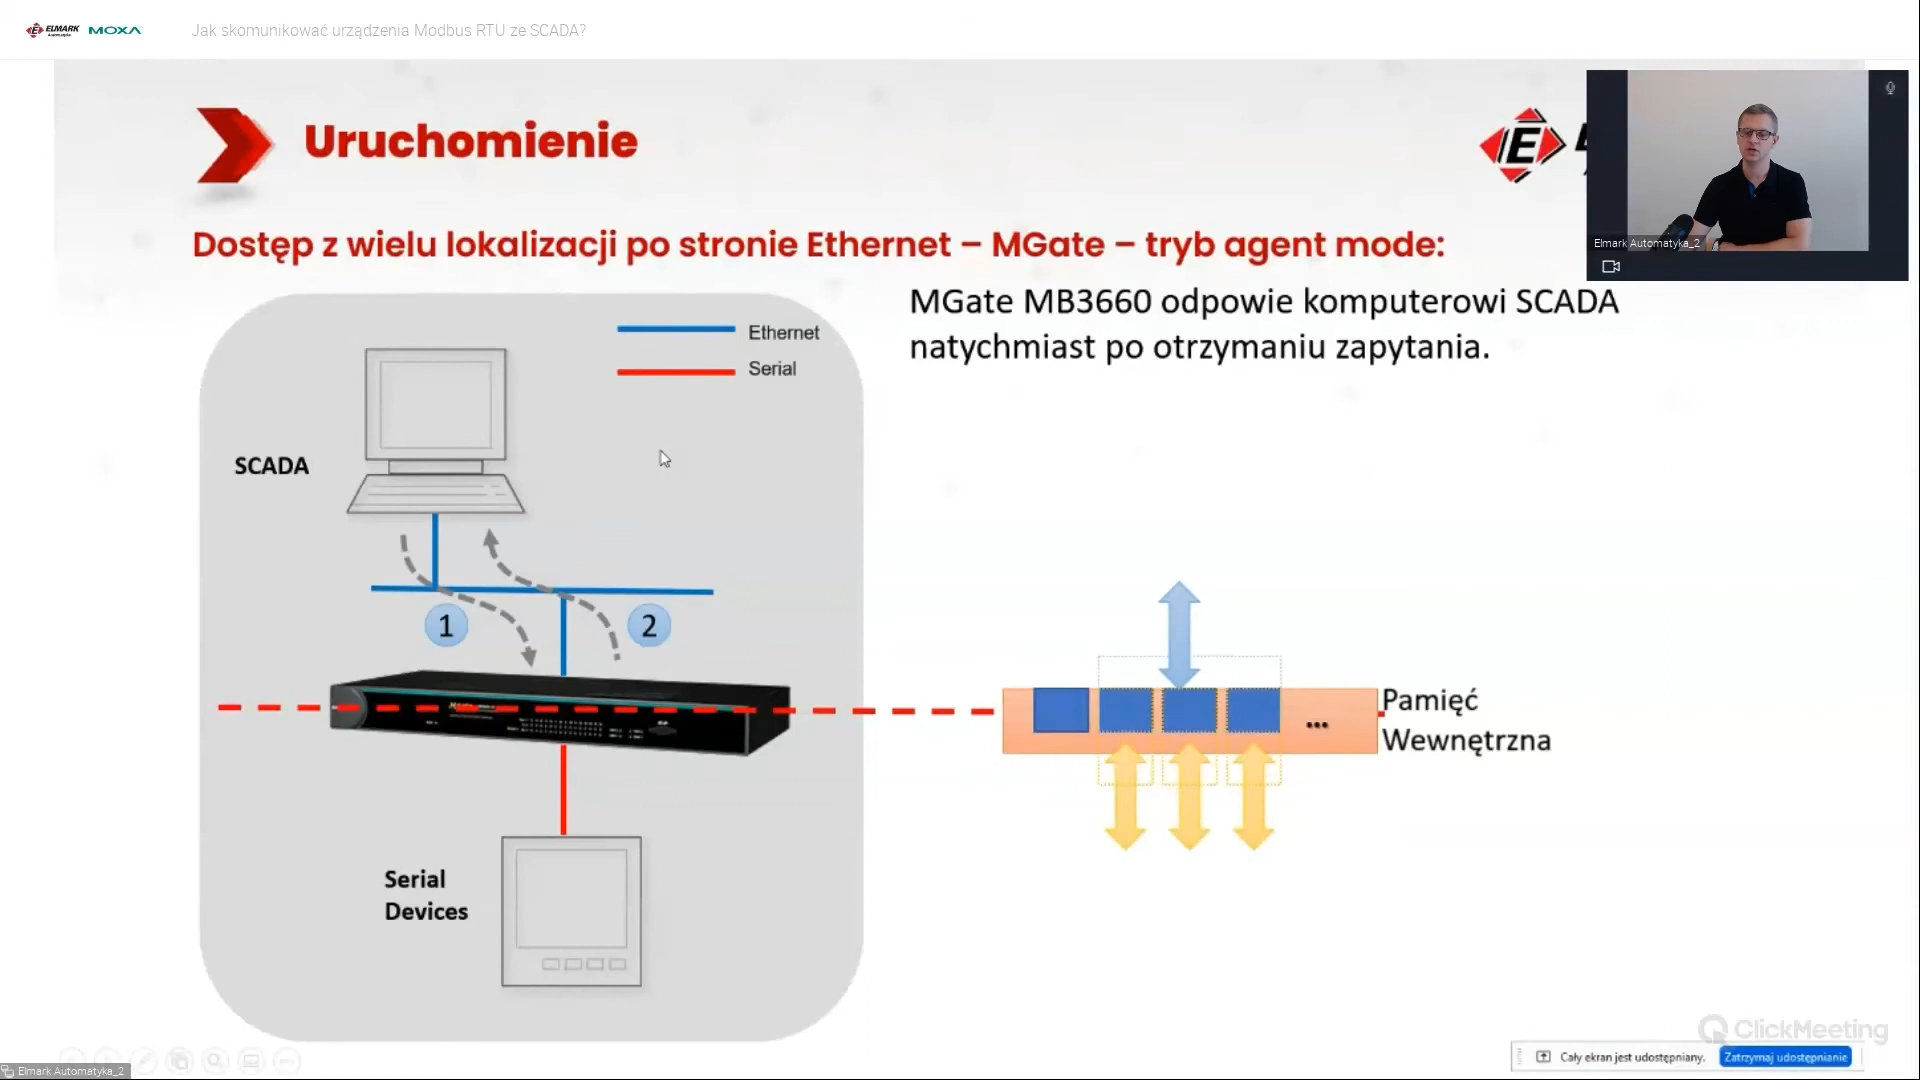 ELMARK
Automatyka
MOXA
Jak skomunikować urządzenia Modbus RTU ze SCADA?
Uruchomienie
E
Elmark Automatyka_2
Dostęp z wielu lokalizacji po stronie Ethernet – MGate – tryb agent mode:
MGate MB3660 odpowie komputerowi SCADA
natychmiast po otrzymaniu zapytania.
Ethernet
Serial
SCADA
1
2
Pamięć
Wewnętrzna
...
Serial
Devices
ClickMeeting
Cały ekran jest udostępniany.
Zatrzymaj udostępnianie
Elmark Automatyka_2